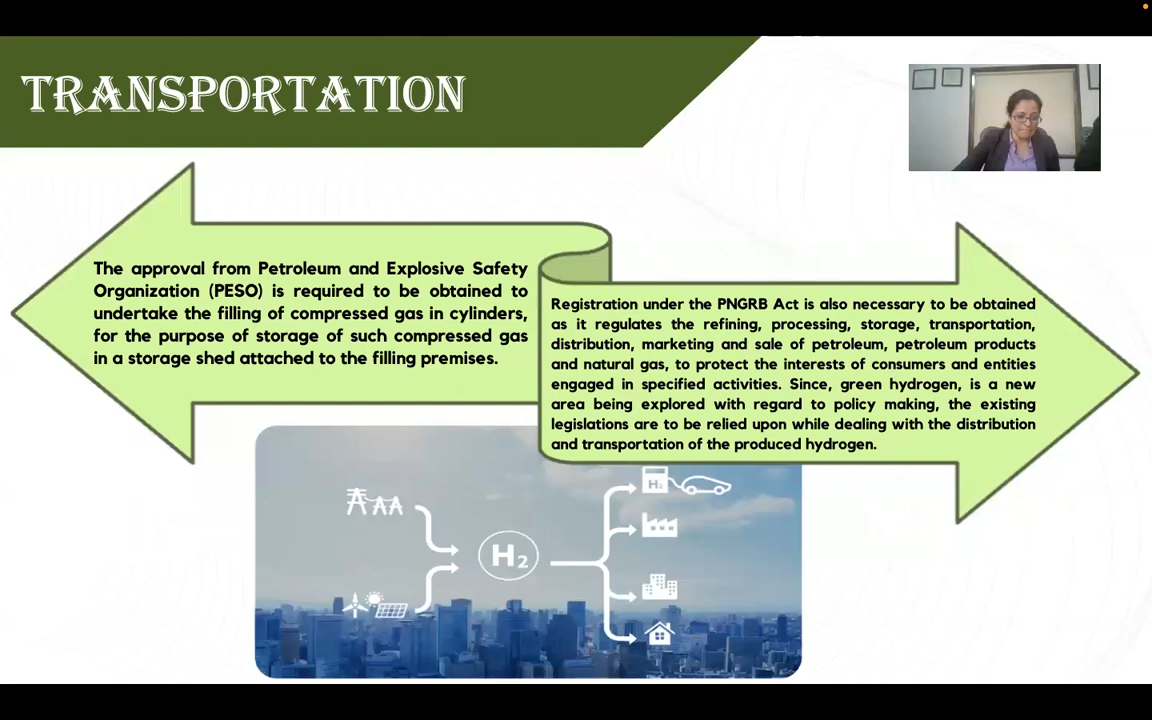 TRANSPORTATION
The approval from Petroleum and Explosive Safety
Organization (PESO) is required to be obtained to
undertake the filling of compressed gas in cylinders,
for the purpose of storage of such compressed gas
in a storage shed attached to the filling premises.
Registration under the PNGRB Act is also necessary to be obtained
as it regulates the refining, processing, storage, transportation,
distribution, marketing and sale of petroleum, petroleum products
and natural gas, to protect the interests of consumers and entities
engaged in specified activities. Since, green hydrogen, is a new
area being explored with regard to policy making, the existing
legislations are to be relied upon while dealing with the distribution
and transportation of the produced hydrogen.
H₂
H₂